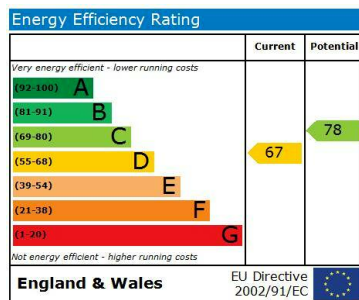 Energy Efficiency Rating
Current Potential
Very energy efficient - lower running costs
(92-100) A
(81-91) B
(69-80) C
78
(55-68) D
67
(39-54) E
(21-38) F
(1-20) G
Not energy efficient - higher running costs
England & Wales
EU Directive
2002/91/EC